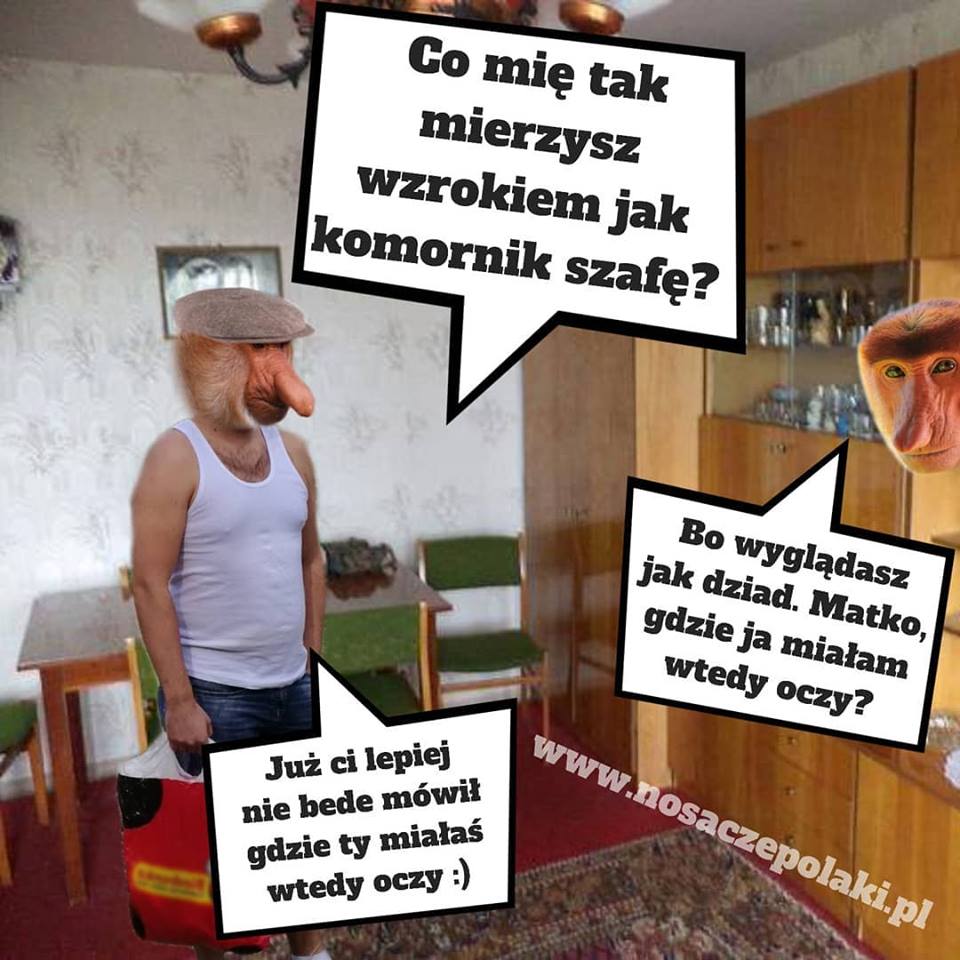 Co mię tak
mierzysz
wzrokiem jak
komornik szafę?
Bo wyglądasz
jak dziad. Matko,
gdzie ja miałam
wtedy oczy?
Już ci lepiej
nie bede mówił
gdzie ty miałaś
wtedy oczy :)
www.nosaczepolaki.pl